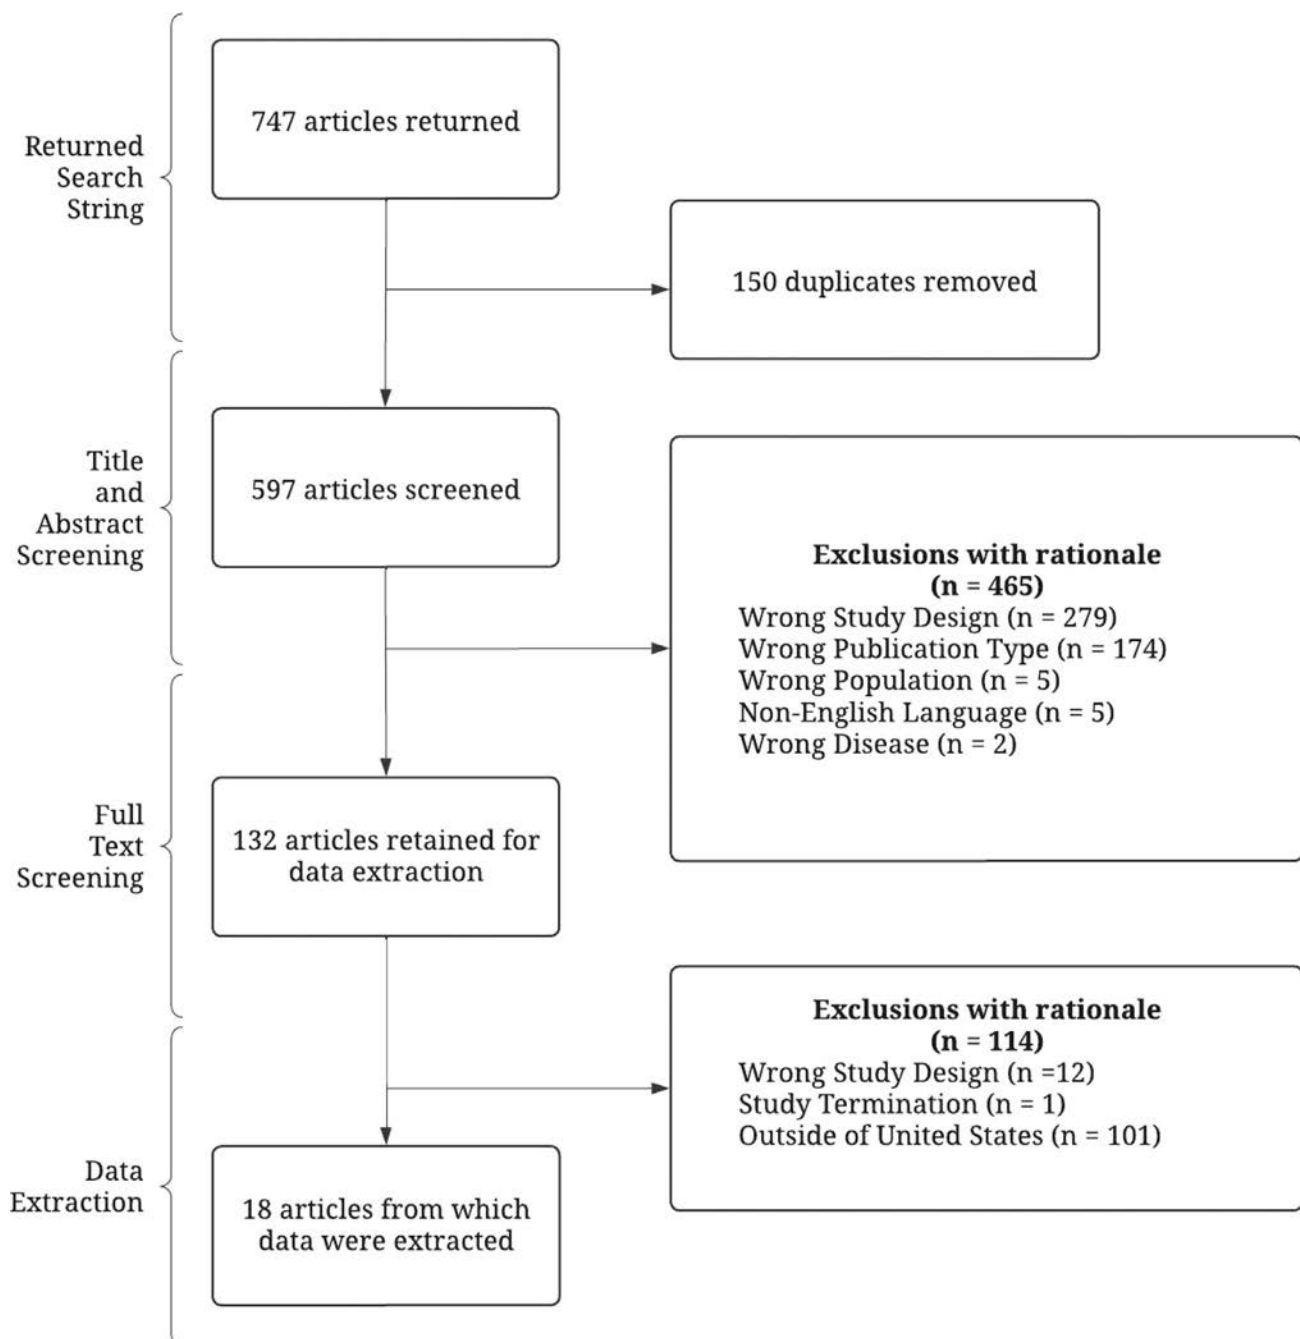 Returned
Search
String
747 articles returned
150 duplicates removed
Title
and
Abstract
Screening
597 articles screened
Exclusions with rationale
(n = 465)
Wrong Study Design (n = 279)
Wrong Publication Type (n = 174)
Wrong Population (n = 5)
Non-English Language (n = 5)
Wrong Disease (n = 2)
Full
Text
Screening
132 articles retained for
data extraction
Exclusions with rationale
(n = 114)
Wrong Study Design (n =12)
Study Termination (n = 1)
Outside of United States (n = 101)
Data
Extraction
18 articles from which
data were extracted